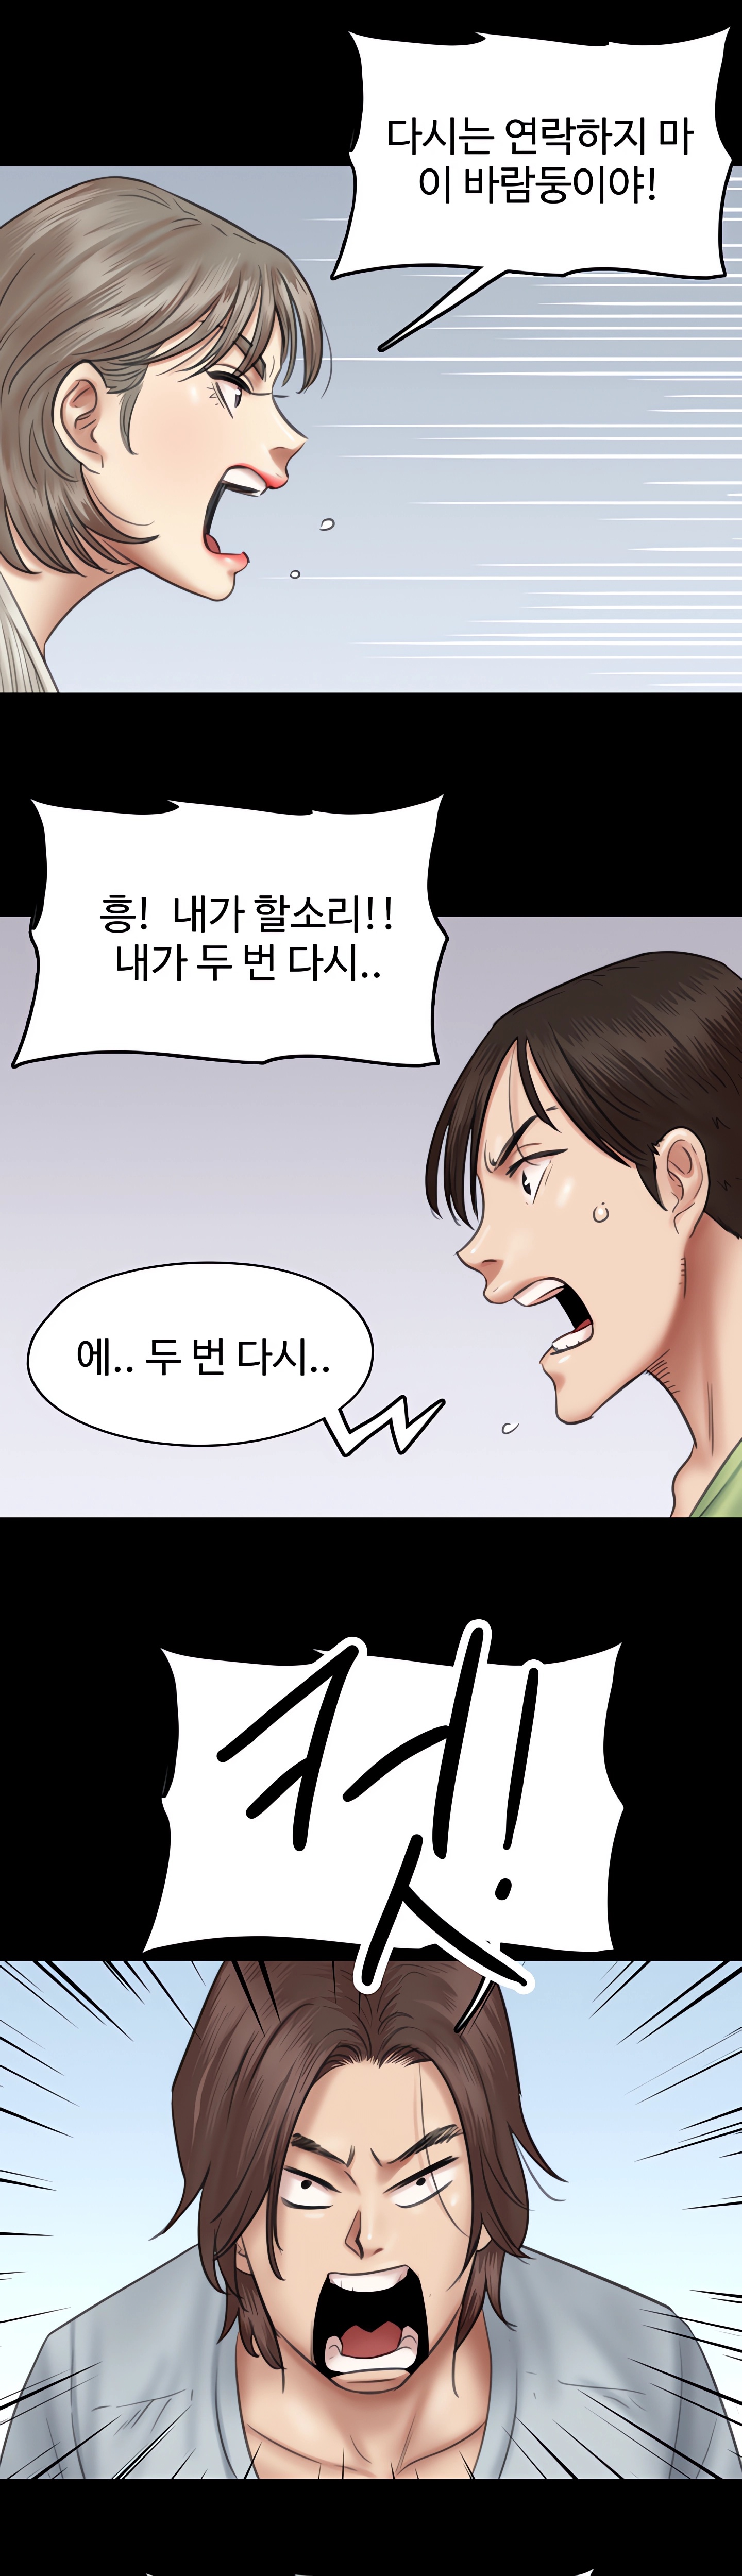 다시는 연락하지 마
이 바람둥이야!
흥! 내가 할소리!!
내가 두 번 다시..
에.. 두 번 다시..
컷!